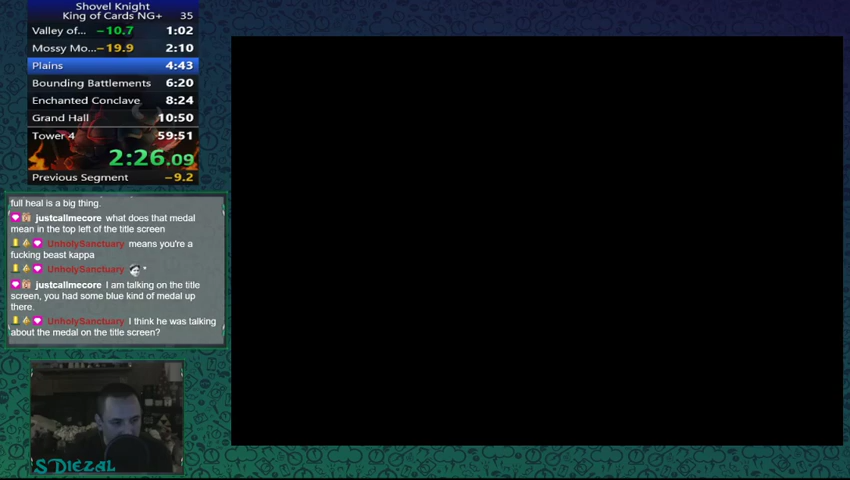 Shovel Knight
King of Cards NG+ 35
Valley of... −10.7 1:02
Mossy Mo... −19.9 2:10
Plains 4:43
Bounding Battlements 6:20
Enchanted Conclave 8:24
Grand Hall 10:50
Tower 4 59:51
2:26.09
Previous Segment −9.2
full heal is a big thing.
justcallmecore what does that medal
mean in the top left of the title screen
UnholySanctuary means you're a
fucking beast kappa
UnholySanctuary
justcallmecore I am talking on the title
screen, you had some blue kind of medal up
there.
UnholySanctuary I think he was talking
about the medal on the title screen?
SDIEZAL